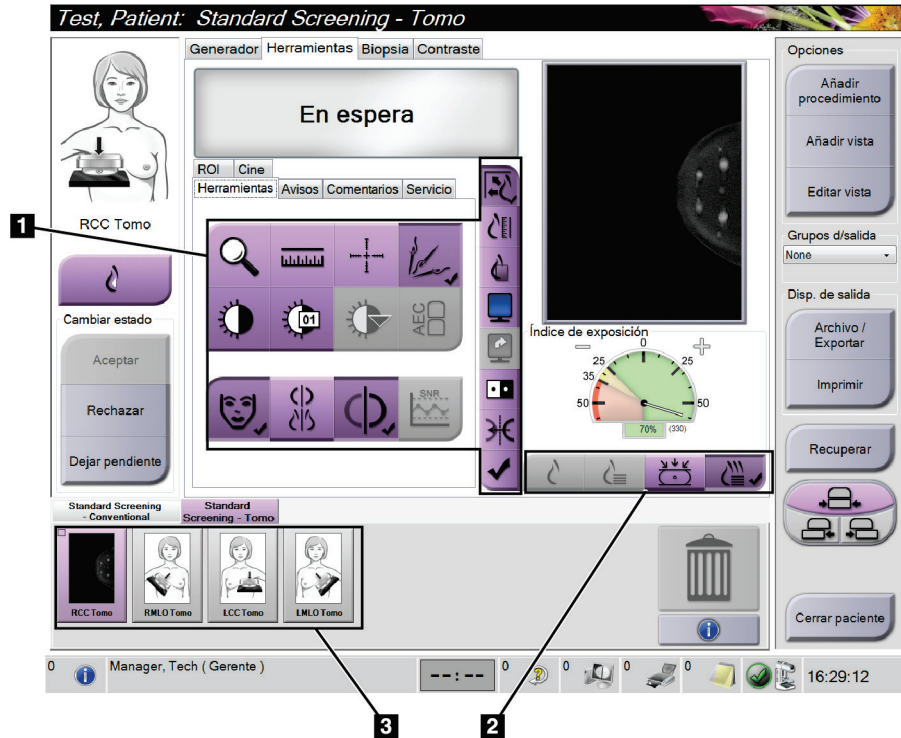 Test, Patient: Standard Screening - Tomo
Generador Herramientas Biopsia Contraste
En espera
ROI Cine
Herramientas Avisos Comentarios Servicio
01
AEC
SNR
RCC Tomo
Cambiar estado
Aceptar
Rechazar
Dejar pendiente
1
Índice de exposición
0
25 25
35
50 50
70% (330)
Opciones
Añadir
procedimiento
Añadir vista
Editar vista
Grupos d/salida
None
Disp. de salida
Archivo /
Exportar
Imprimir
Recuperar
Cerrar paciente
Standard Screening
- Conventional
Standard
Screening - Tomo
RCC Tomo RMLO Tomo LCC Tomo LMLO Tomo
0 Manager, Tech ( Gerente ) --:-- 0 0 0 0 16:29:12
3 2